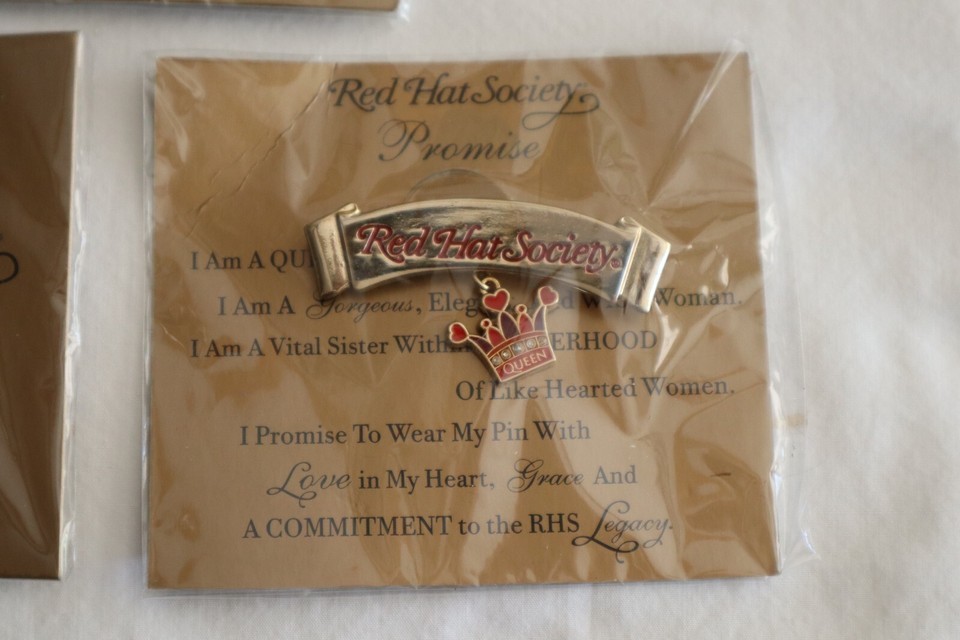 Red Hat Society
Promise
Red Hat Society
I Am A QU
I Am A Gorgeous, Eleg Woman.
QUEEN
I Am A Vital Sister With ERHOOD
Of Like Hearted Women.
I Promise To Wear My Pin With
Love in My Heart, Grace And
A COMMITMENT to the RHS Legacy.